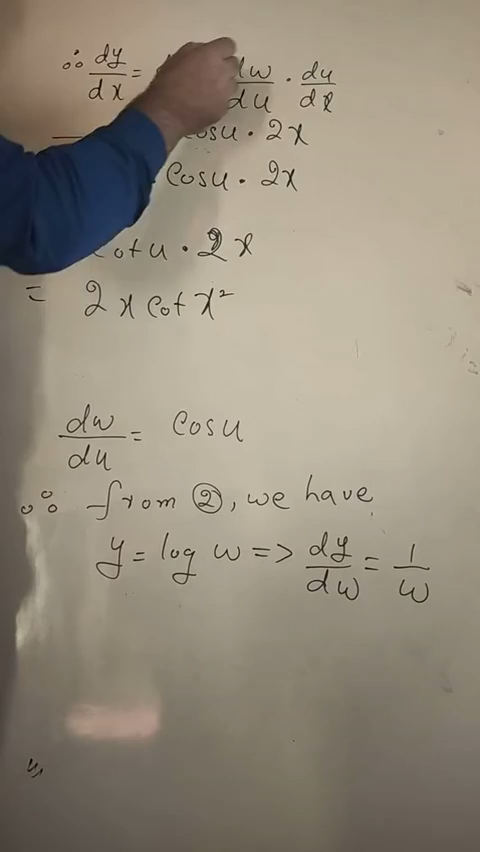 ∴ dy/dx = dw/du · du/dx
cosu · 2x
cosu · 2x
cotu · 2x
= 2x cot x²
dw/du = cosu
∴ from ②, we have
y = log w => dy/dw = 1/w